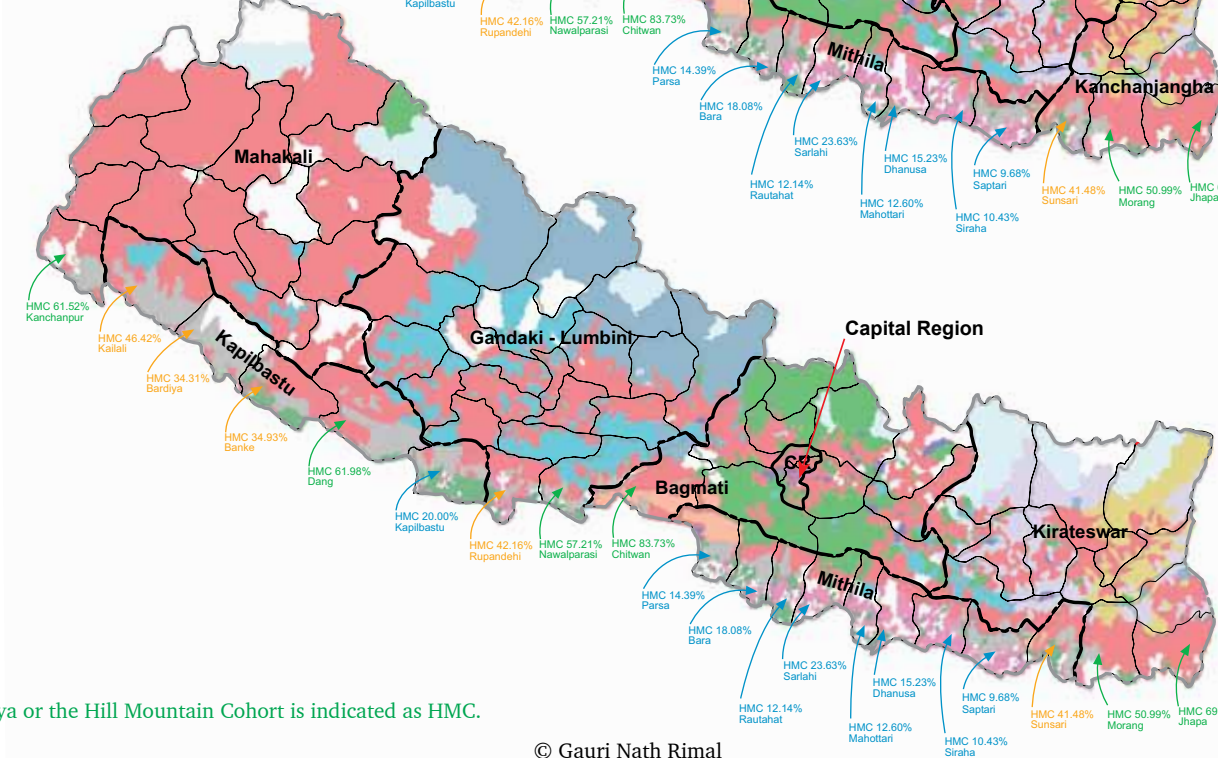 Kapilbastu
HMC 42.16%
Rupandehi
HMC 57.21%
Nawalparasi
HMC 83.73%
Chitwan
HMC 14.39%
Parsa
HMC 18.08%
Bara
Mithila
Kanchanjangha
HMC 23.63%
Sarlahi
HMC 12.14%
Rautahat
HMC 15.23%
Dhanusa
HMC 12.60%
Mahottari
HMC 9.68%
Saptari
HMC 10.43%
Siraha
HMC 41.48%
Sunsari
HMC 50.99%
Morang
HMC
Jhapa
Mahakali
HMC 61.52%
Kanchanpur
HMC 46.42%
Kailali
HMC 34.31%
Bardiya
Kapilbastu
HMC 34.93%
Banke
HMC 61.98%
Dang
Gandaki - Lumbini
Capital Region
CR
HMC 20.00%
Kapilbastu
HMC 42.16%
Rupandehi
HMC 57.21%
Nawalparasi
HMC 83.73%
Chitwan
Bagmati
Kirateswar
Mithila
HMC 14.39%
Parsa
HMC 18.08%
Bara
HMC 23.63%
Sarlahi
HMC 12.14%
Rautahat
HMC 15.23%
Dhanusa
HMC 12.60%
Mahottari
HMC 9.68%
Saptari
HMC 10.43%
Siraha
HMC 41.48%
Sunsari
HMC 50.99%
Morang
HMC 69
Jhapa
ya or the Hill Mountain Cohort is indicated as HMC.
© Gauri Nath Rimal